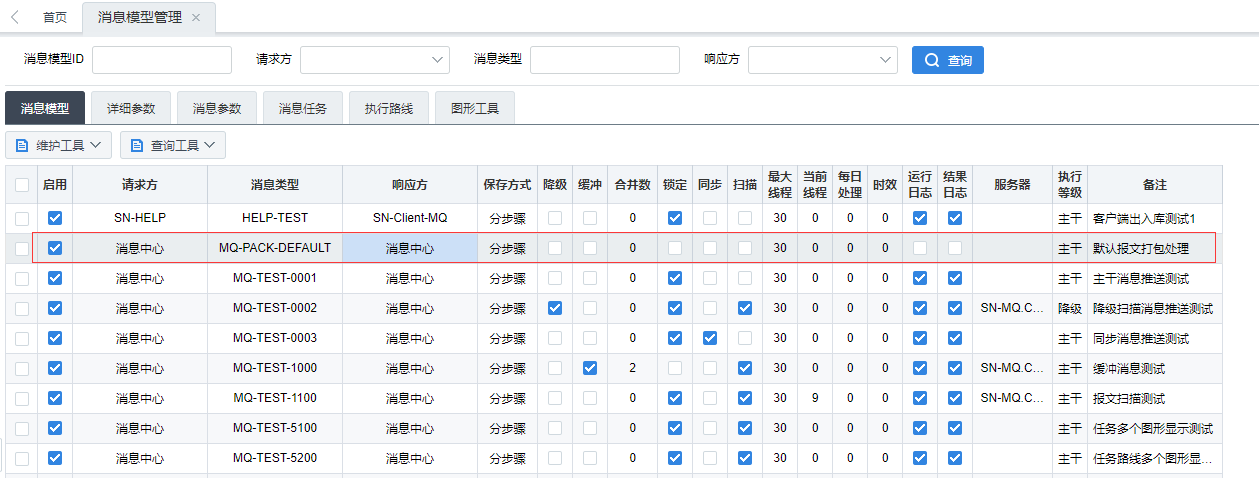 首页 消息模型管理
消息模型ID 请求方 消息类型 响应方 查询
消息模型 详细参数 消息参数 消息任务 执行路线 图形工具
维护工具 查询工具
启用 请求方 消息类型 响应方 保存方式 降级 缓冲 合并数 锁定 同步 扫描 最大线程 当前线程 每日处理 时效 运行日志 结果日志 服务器 执行等级 备注
SN-HELP HELP-TEST SN-Client-MQ 分步骤 0 30 0 0 0 主干 客户端出入库测试1
消息中心 MQ-PACK-DEFAULT 消息中心 分步骤 0 30 0 0 0 主干 默认报文打包处理
消息中心 MQ-TEST-0001 消息中心 分步骤 0 30 0 0 0 主干 主干消息推送测试
消息中心 MQ-TEST-0002 消息中心 分步骤 0 30 0 0 0 SN-MQ.C... 降级 降级扫描消息推送测试
消息中心 MQ-TEST-0003 消息中心 分步骤 0 30 0 0 0 主干 同步消息推送测试
消息中心 MQ-TEST-1000 消息中心 分步骤 2 30 0 0 0 SN-MQ.C... 主干 缓冲消息测试
消息中心 MQ-TEST-1100 消息中心 分步骤 0 30 9 0 0 SN-MQ.C... 主干 报文扫描测试
消息中心 MQ-TEST-5100 消息中心 分步骤 0 30 0 0 0 主干 任务多个图形显示测试
消息中心 MQ-TEST-5200 消息中心 分步骤 0 30 0 0 0 主干 任务路线多个图形显...